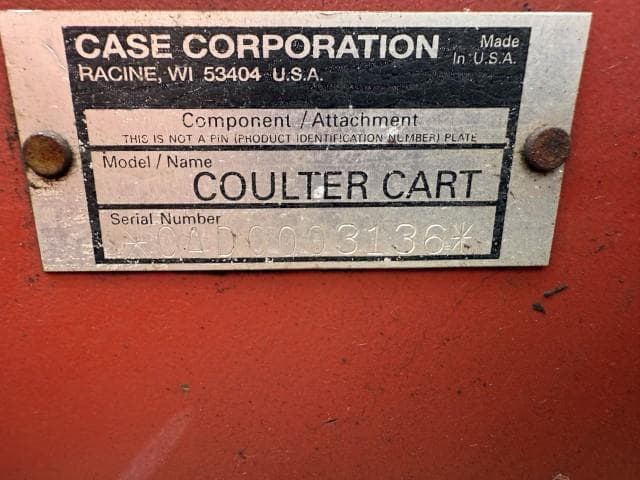 CASE CORPORATION
Made
In U.S.A.
RACINE, WI 53404 U.S.A.
Component / Attachment
THIS IS NOT A PIN (PRODUCT IDENTIFICATION NUMBER) PLATE
Model / Name
COULTER CART
Serial Number
*CAD0003136*